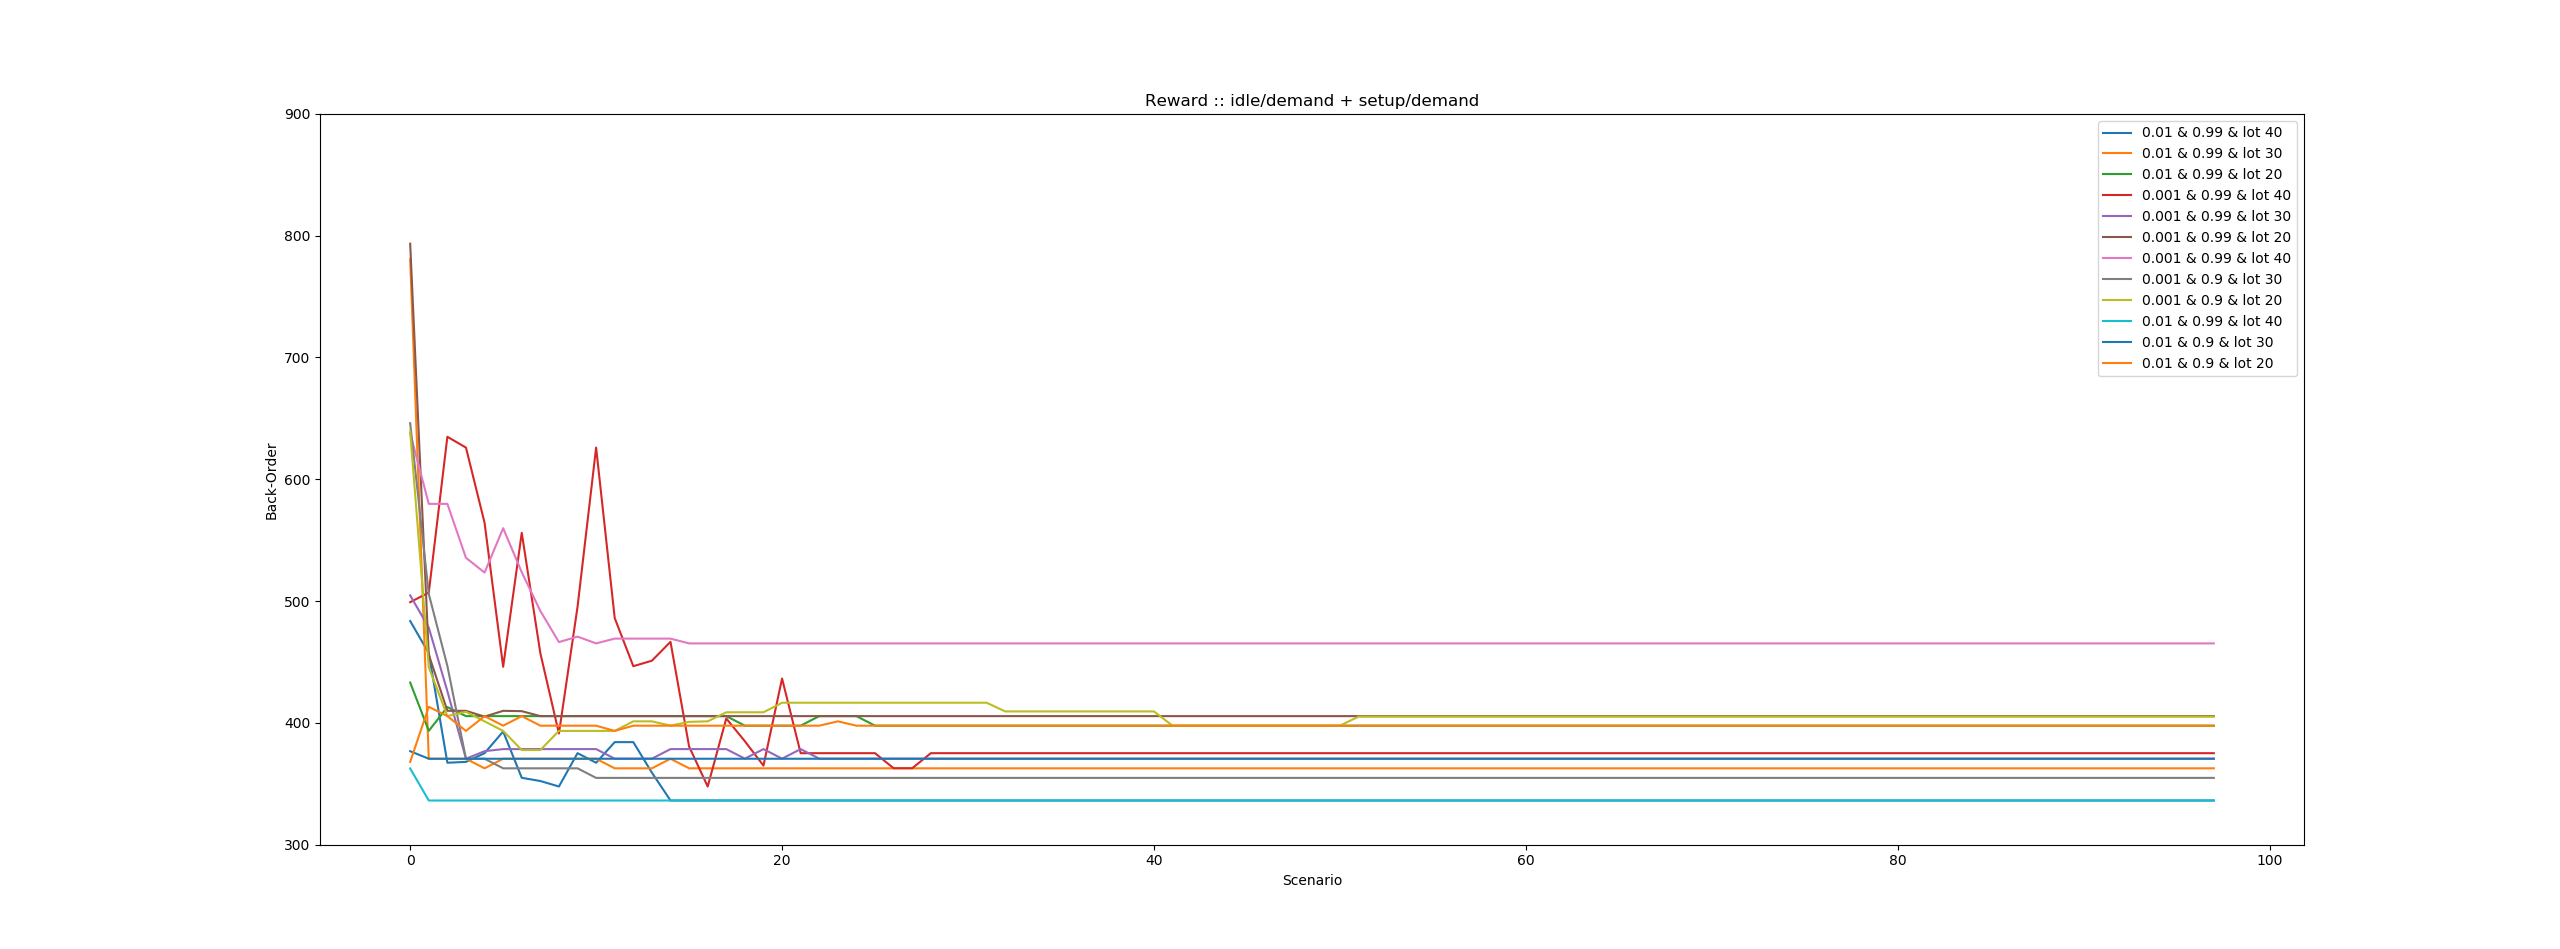 Reward :: idle/demand + setup/demand
900
800
700
600
500
400
300
Back-Order
0
20
40
60
80
100
Scenario
0.01 & 0.99 & lot 40
0.01 & 0.99 & lot 30
0.01 & 0.99 & lot 20
0.001 & 0.99 & lot 40
0.001 & 0.99 & lot 30
0.001 & 0.99 & lot 20
0.001 & 0.99 & lot 40
0.001 & 0.9 & lot 30
0.001 & 0.9 & lot 20
0.01 & 0.99 & lot 40
0.01 & 0.9 & lot 30
0.01 & 0.9 & lot 20